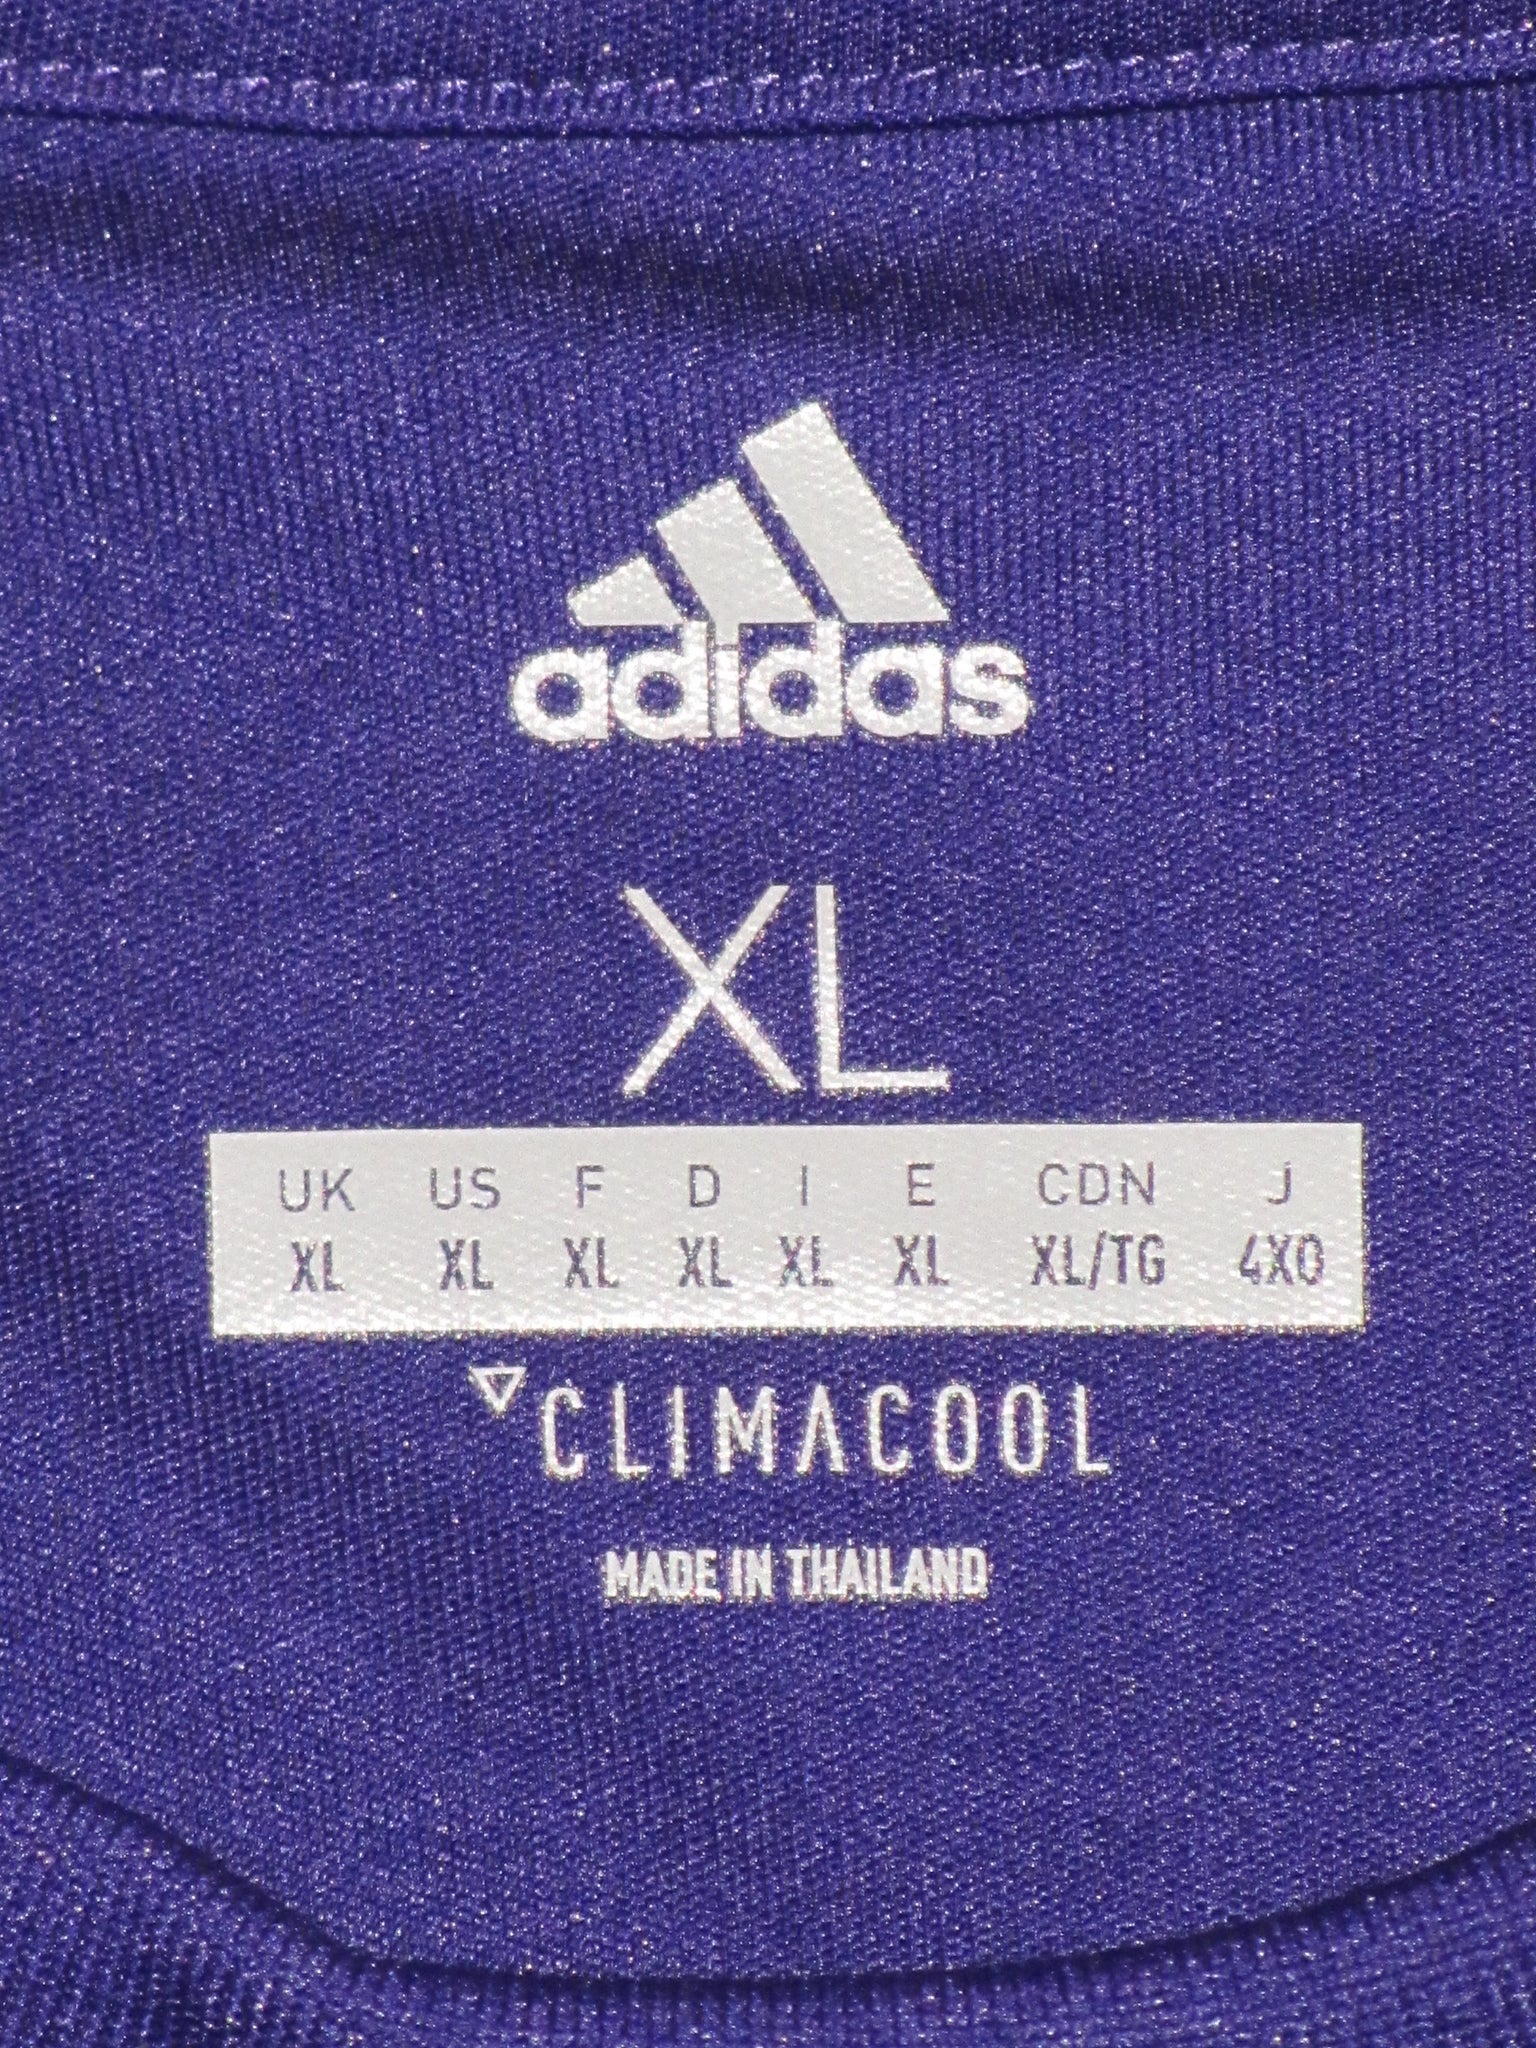 adidas
XL
UK US F D I E CDN J
XL XL XL XL XL XL XL/TG 4XO
CLIMACOOL
MADE IN THAILAND